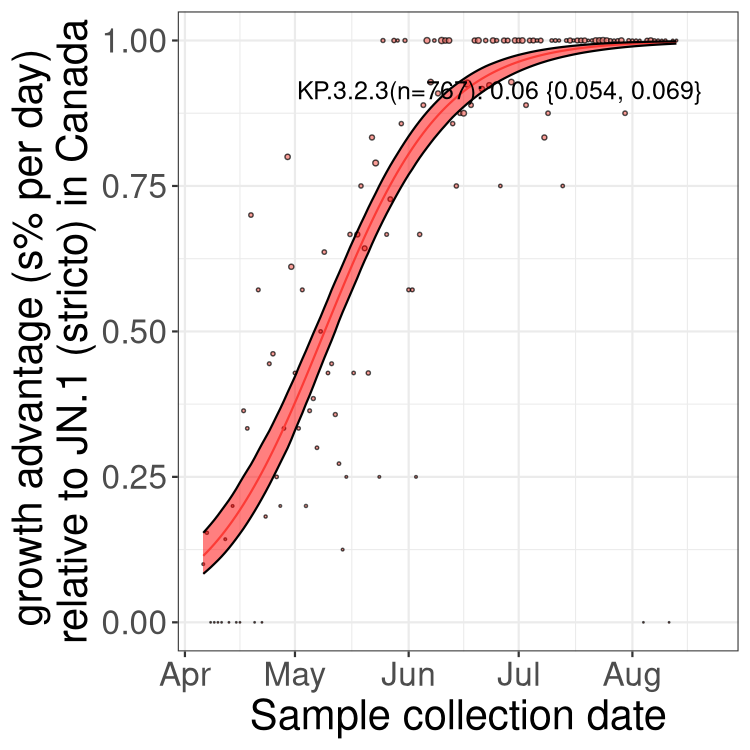 growth advantage (s% per day)
relative to JN.1 (stricto) in Canada
1.00
0.75
0.50
0.25
0.00
KP.3.2.3(n=767): 0.06 {0.054, 0.069}
Apr May Jun Jul Aug
Sample collection date